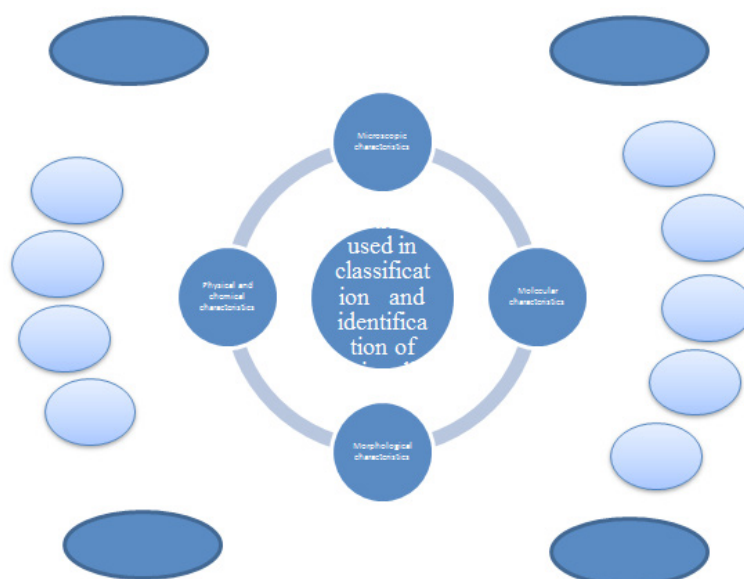 Microscopic
characteristics
used in
classificat
ion and
identifica
tion of
Physical and
chemical
characteristics
Molecular
characteristics
Morphological
characteristics